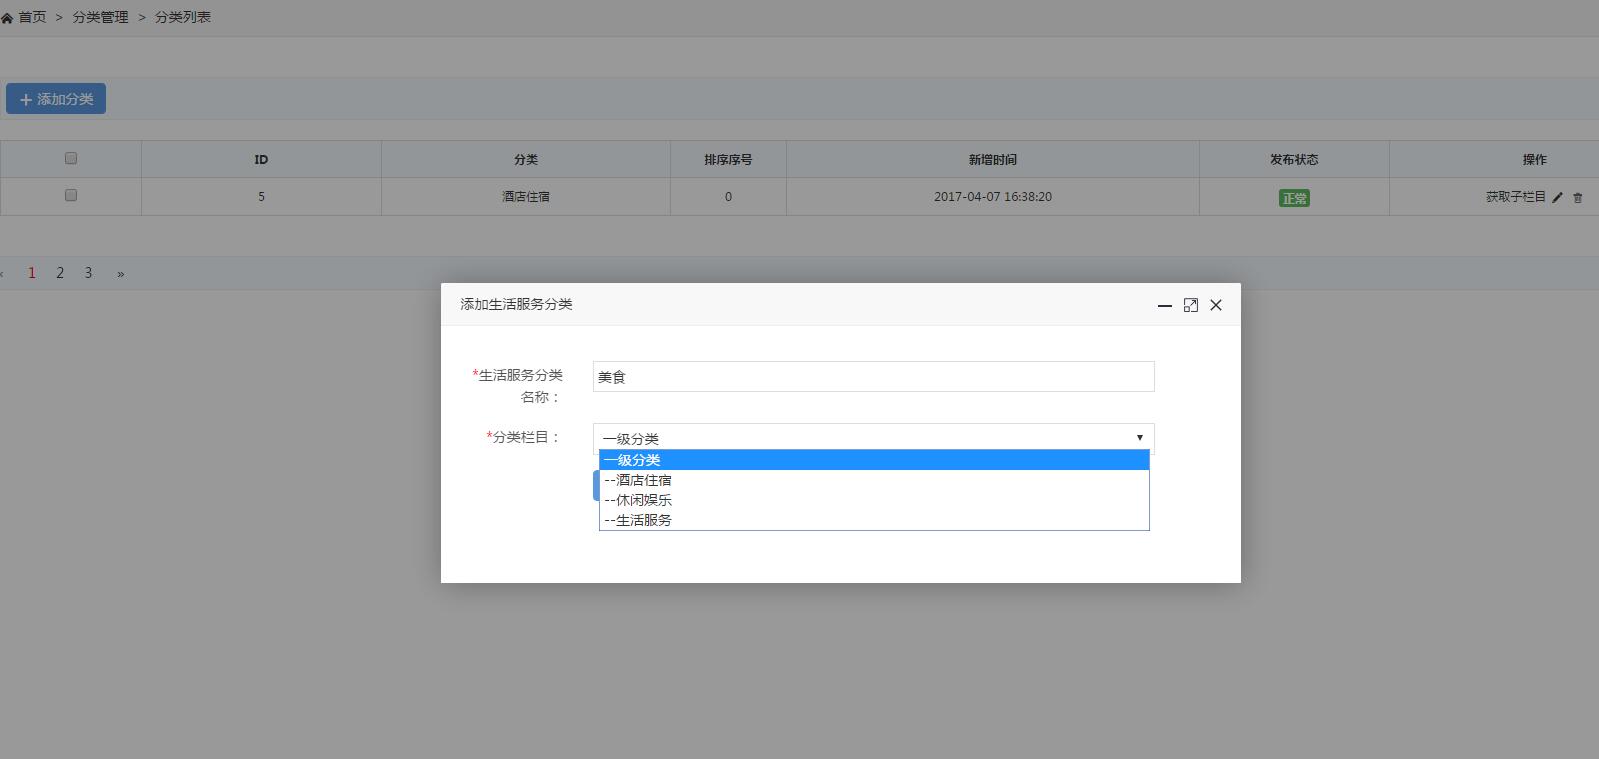 首页 > 分类管理 > 分类列表
+ 添加分类
ID 分类 排序序号 新增时间 发布状态 操作
5 酒店住宿 0 2017-04-07 16:38:20 正常 获取子栏目
« 1 2 3 »
添加生活服务分类
*生活服务分类名称： 美食
*分类栏目： 一级分类
一级分类
--酒店住宿
--休闲娱乐
--生活服务